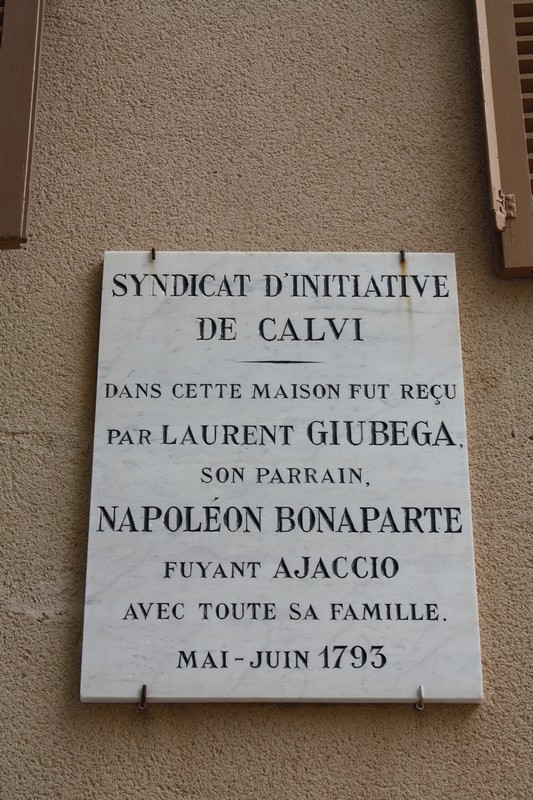 SYNDICAT D'INITIATIVE
DE CALVI
DANS CETTE MAISON FUT REÇU
PAR LAURENT GIUBEGA,
SON PARRAIN,
NAPOLÉON BONAPARTE
FUYANT AJACCIO
AVEC TOUTE SA FAMILLE.
MAI-JUIN 1793